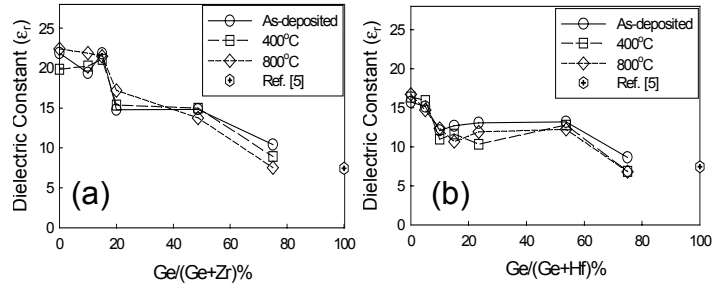 Dielectric Constant (εr)
30
25
20
15
10
5
0
As-deposited
400°C
800°C
Ref. [5]
(a)
0 20 40 60 80 100
Ge/(Ge+Zr)%
Dielectric Constant (εr)
30
25
20
15
10
5
0
As-deposited
400°C
800°C
Ref. [5]
(b)
0 20 40 60 80 100
Ge/(Ge+Hf)%